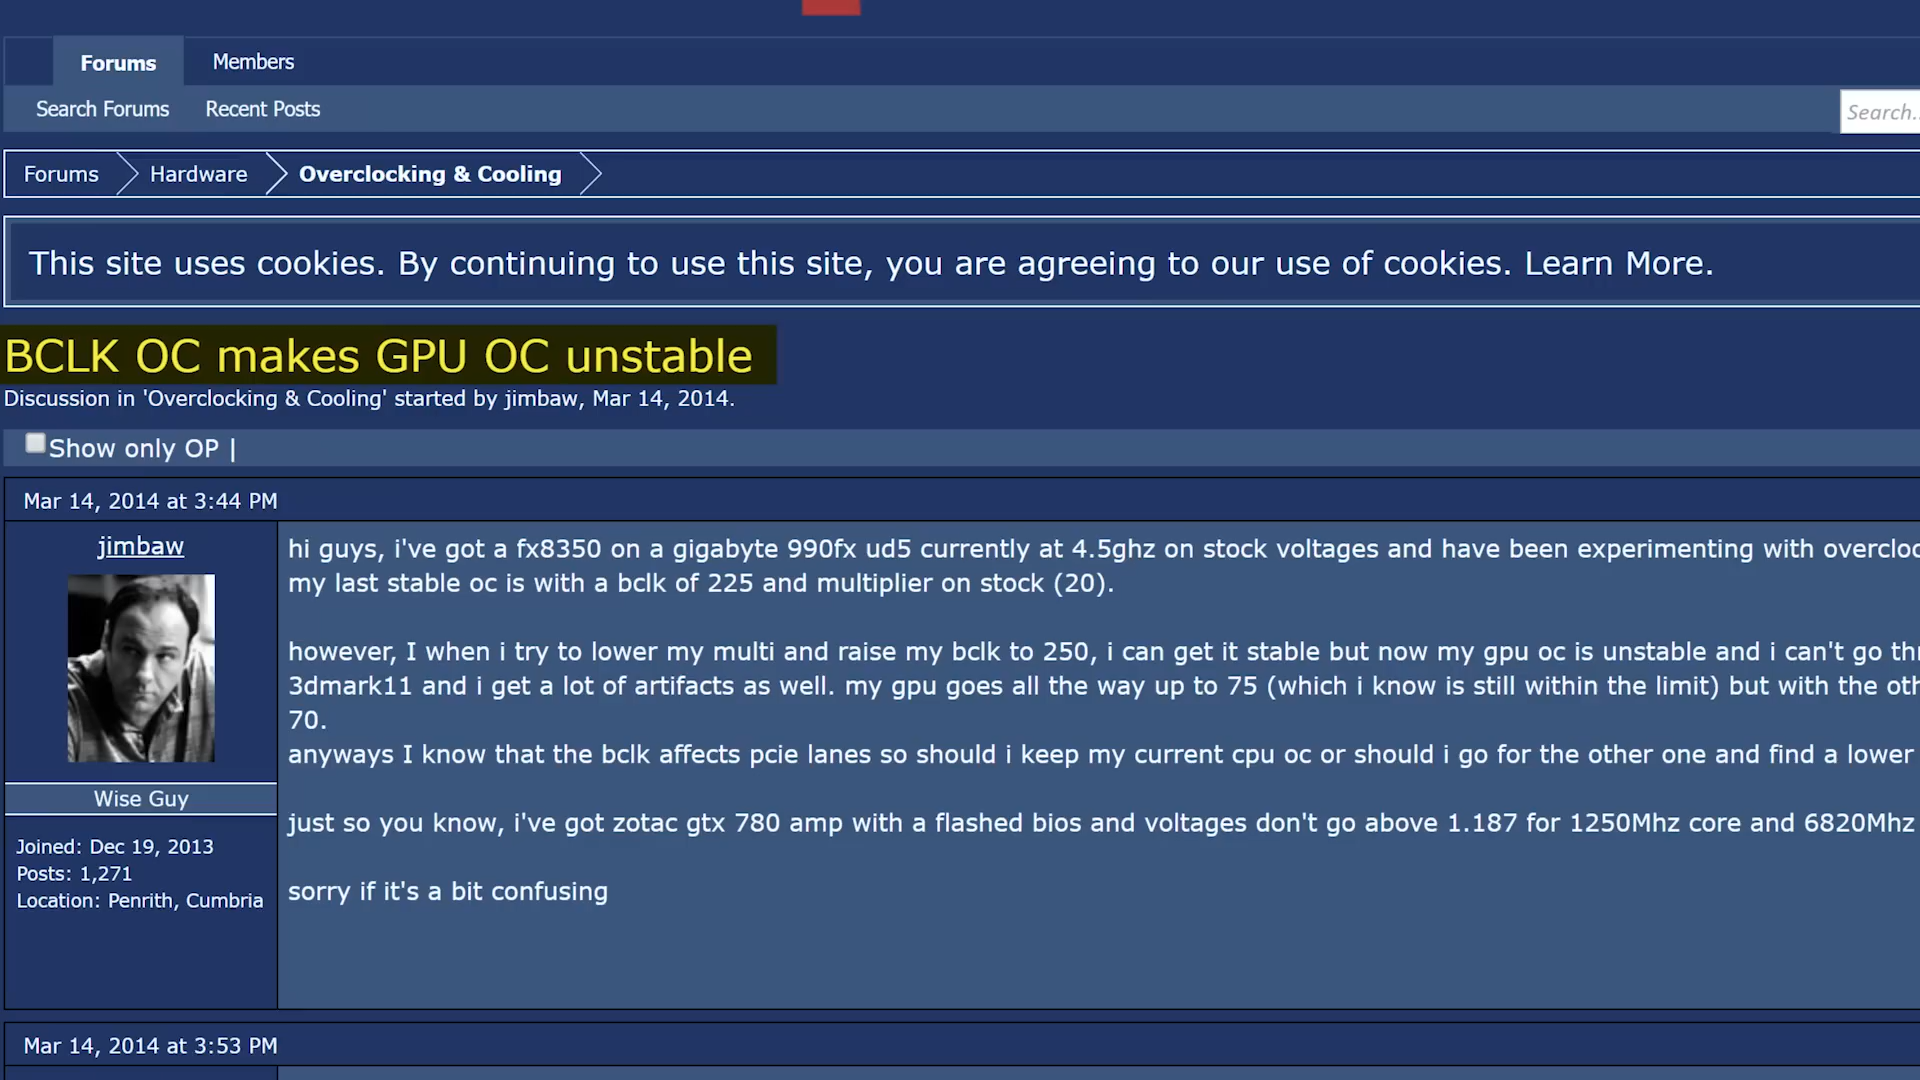 Forums
Members
Search Forums
Recent Posts
Search..
Forums
Hardware
Overclocking & Cooling
This site uses cookies. By continuing to use this site, you are agreeing to our use of cookies. Learn More.
BCLK OC makes GPU OC unstable
Discussion in 'Overclocking & Cooling' started by jimbaw, Mar 14, 2014.
Show only OP |
Mar 14, 2014 at 3:44 PM
jimbaw
Wise Guy
Joined: Dec 19, 2013
Posts: 1,271
Location: Penrith, Cumbria
hi guys, i've got a fx8350 on a gigabyte 990fx ud5 currently at 4.5ghz on stock voltages and have been experimenting with
my last stable oc is with a bclk of 225 and multiplier on stock (20).
however, I when i try to lower my multi and raise my bclk to 250, i can get it stable but now my gpu oc is unstable and i can't go
3dmark11 and i get a lot of artifacts as well. my gpu goes all the way up to 75 (which i know is still within the limit) but with the
70.
anyways I know that the bclk affects pcie lanes so should i keep my current cpu oc or should i go for the other one and find a lower
just so you know, i've got zotac gtx 780 amp with a flashed bios and voltages don't go above 1.187 for 1250Mhz core and 6820Mhz
sorry if it's a bit confusing
Mar 14, 2014 at 3:53 PM